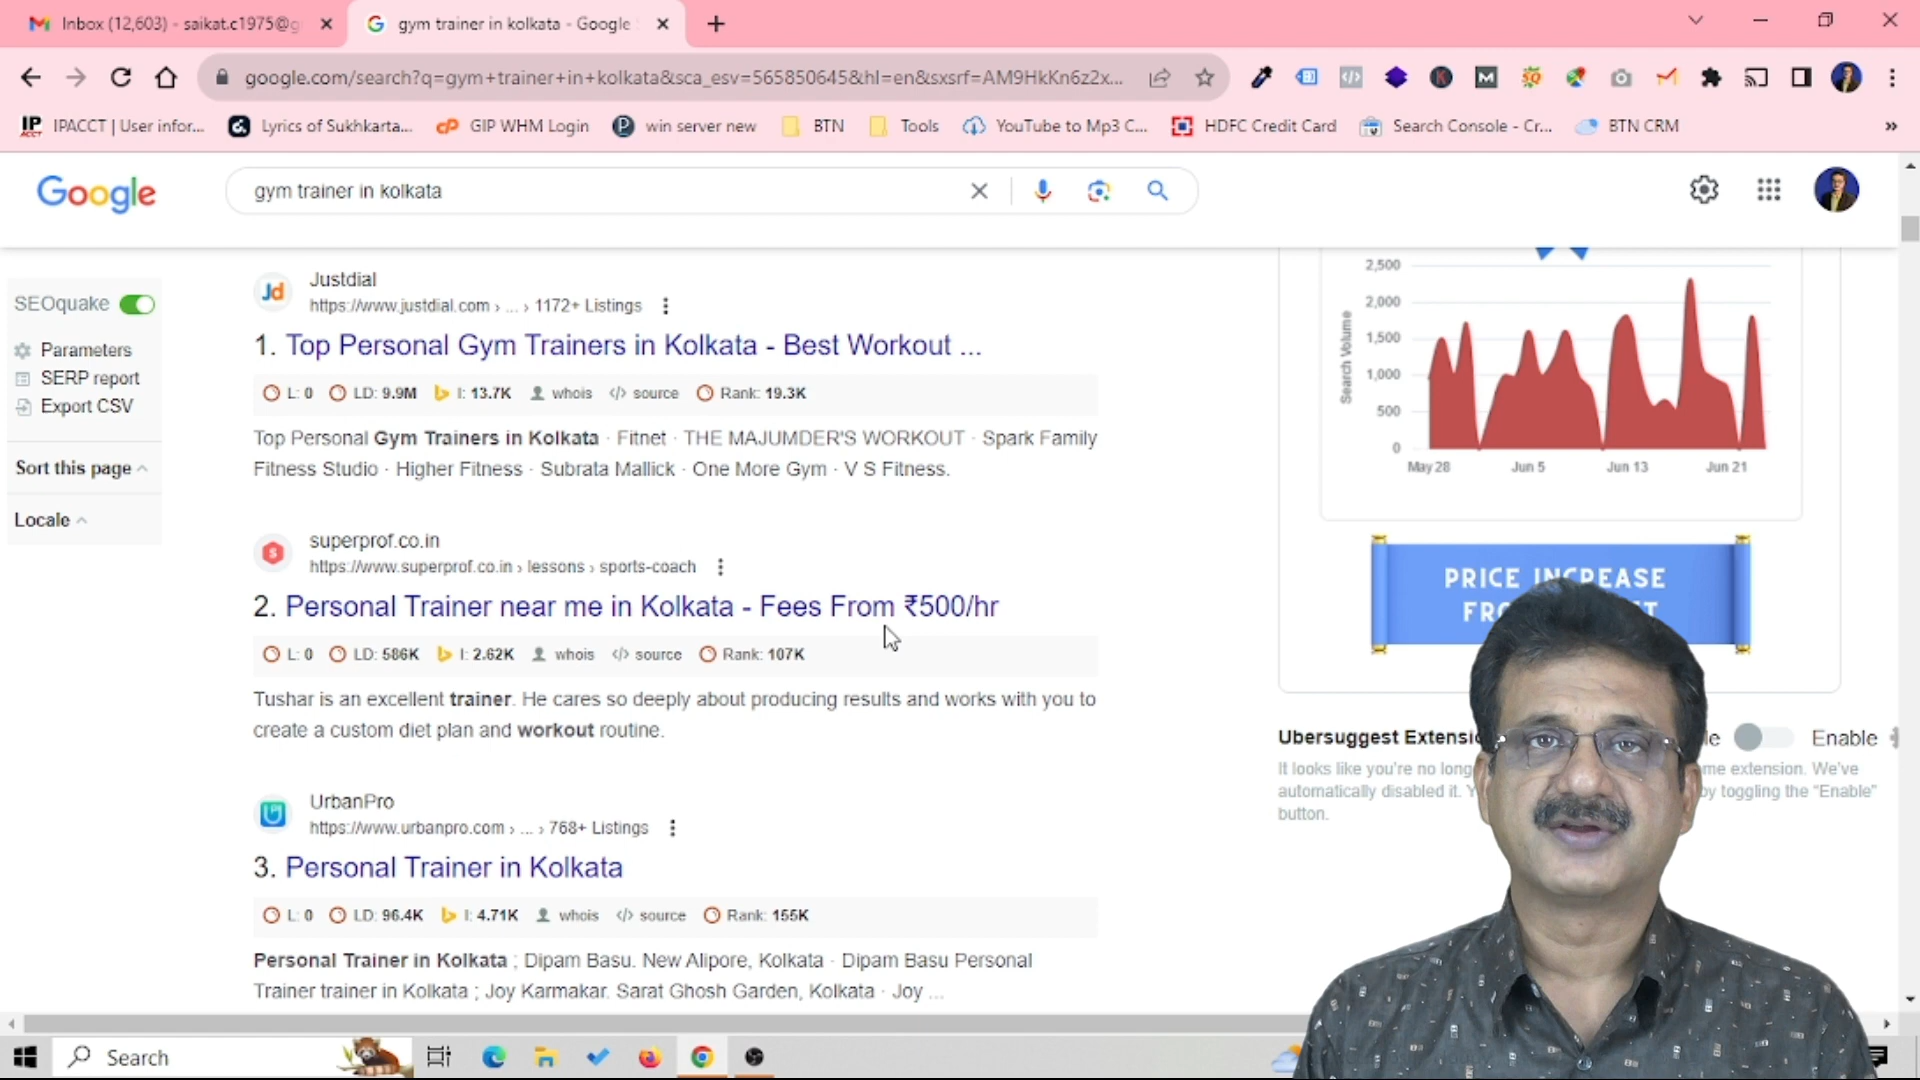 Inbox (12,603) - saikat.c1975@g
gym trainer in kolkata - Google
google.com/search?q=gym+trainer+in+kolkata&sca_esv=565850645&hl=en&sxsrf=AM9HkKn6z2x...
IPACCT | User infor...
Lyrics of Sukhkarta...
GIP WHM Login
win server new
BTN
Tools
YouTube to Mp3 C...
HDFC Credit Card
Search Console - Cr...
BTN CRM
»
Google
gym trainer in kolkata
SEOquake
Parameters
SERP report
Export CSV
Sort this page
Locale
Justdial
https://www.justdial.com › ... › 1172+ Listings
1. Top Personal Gym Trainers in Kolkata - Best Workout ...
L: 0 LD: 9.9M I: 13.7K whois </> source Rank: 19.3K
Top Personal Gym Trainers in Kolkata · Fitnet · THE MAJUMDER'S WORKOUT · Spark Family
Fitness Studio · Higher Fitness · Subrata Mallick · One More Gym · V S Fitness.
superprof.co.in
https://www.superprof.co.in › lessons › sports-coach
2. Personal Trainer near me in Kolkata - Fees From ₹500/hr
L: 0 LD: 586K I: 2.62K whois </> source Rank: 107K
Tushar is an excellent trainer. He cares so deeply about producing results and works with you to
create a custom diet plan and workout routine.
UrbanPro
https://www.urbanpro.com › ... › 768+ Listings
3. Personal Trainer in Kolkata
L: 0 LD: 96.4K I: 4.71K whois </> source Rank: 155K
Personal Trainer in Kolkata ; Dipam Basu. New Alipore, Kolkata · Dipam Basu Personal
Trainer trainer in Kolkata ; Joy Karmakar. Sarat Ghosh Garden, Kolkata · Joy ...
Search Volume
2,500
2,000
1,500
1,000
500
0
May 28
Jun 5
Jun 13
Jun 21
PRICE INCREASE
Ubersuggest
Enable
It looks like you're no long me extension. We've
automatically disabled it. by toggling the "Enable"
button.
Search